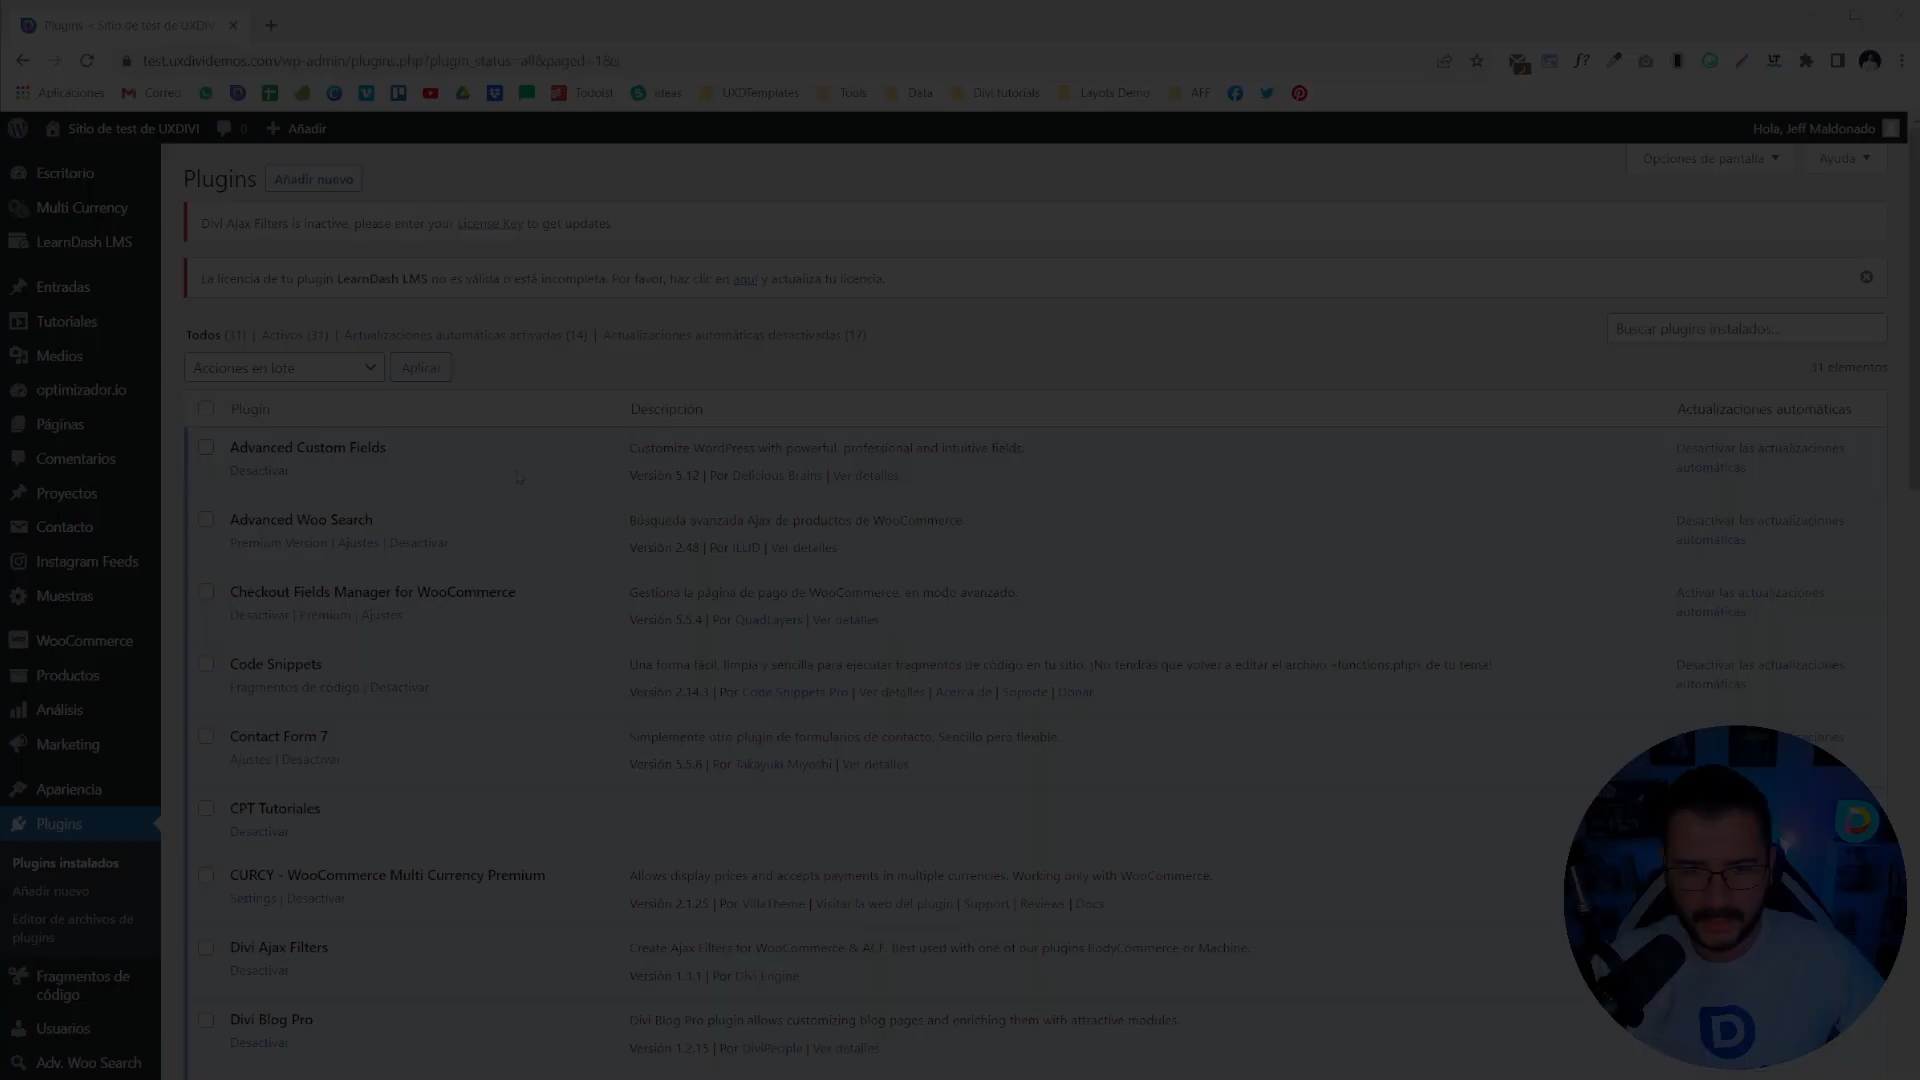 Plugins < Sitio de test de UXDIVI
test.uxdividemos.com/wp-admin/plugins.php?plugin_status=all&paged=1&s
Aplicaciones Correo Todoist ideas UXDTemplates Tools Data Divi tutorials Layots Demo AFF
Sitio de test de UXDIVI 0 Añadir Hola, Jeff Maldonado
Escritorio
Multi Currency
LearnDash LMS
Entradas
Tutoriales
Medios
optimizador.io
Páginas
Comentarios
Proyectos
Contacto
Instagram Feeds
Muestras
WooCommerce
Productos
Análisis
Marketing
Apariencia
Plugins
Plugins instalados
Añadir nuevo
Editor de archivos de
plugins
Fragmentos de
código
Usuarios
Adv. Woo Search
Opciones de pantalla Ayuda
Plugins Añadir nuevo
Divi Ajax Filters is inactive, please enter your License Key to get updates
La licencia de tu plugin LearnDash LMS no es válida o está incompleta. Por favor, haz clic en aquí y actualiza tu licencia.
Todos (31) | Activos (31) | Actualizaciones automáticas activadas (14) | Actualizaciones automáticas desactivadas (17)
Buscar plugins instalados...
Acciones en lote Aplicar
31 elementos
Plugin Descripción Actualizaciones automáticas
Advanced Custom Fields
Desactivar
Customize WordPress with powerful, professional and intuitive fields.
Versión 5.12 | Por Delicious Brains | Ver detalles
Desactivar las actualizaciones
automáticas
Advanced Woo Search
Premium Version | Ajustes | Desactivar
Búsqueda avanzada Ajax de productos de WooCommerce.
Versión 2.48 | Por ILLID | Ver detalles
Desactivar las actualizaciones
automáticas
Checkout Fields Manager for WooCommerce
Desactivar | Premium | Ajustes
Gestiona la página de pago de WooCommerce, en modo avanzado.
Versión 5.5.4 | Por QuadLayers | Ver detalles
Activar las actualizaciones
automáticas
Code Snippets
Fragmentos de código | Desactivar
Una forma fácil, limpia y sencilla para ejecutar fragmentos de código en tu sitio. ¡No tendras que volver a editar el archivo «functions.php» de tu tema!
Versión 2.14.3 | Por Code Snippets Pro | Ver detalles | Acerca de | Soporte | Donar
Desactivar las actualizaciones
automáticas
Contact Form 7
Ajustes | Desactivar
Simplemente otro plugin de formularios de contacto. Sencillo pero flexible.
Versión 5.5.6 | Por Takayuki Miyoshi | Ver detalles
CPT Tutoriales
Desactivar
CURCY - WooCommerce Multi Currency Premium
Settings | Desactivar
Allows display prices and accepts payments in multiple currencies. Working only with WooCommerce.
Versión 2.1.25 | Por VillaTheme | Visitar la web del plugin | Support | Reviews | Docs
Divi Ajax Filters
Desactivar
Create Ajax Filters for WooCommerce & ACF. Best used with one of our plugins BodyCommerce or Machine.
Versión 1.3.1 | Por Divi Engine
Divi Blog Pro
Desactivar
Divi Blog Pro plugin allows customizing blog pages and enriching them with attractive modules.
Versión 1.2.15 | Por DiviPeople | Ver detalles